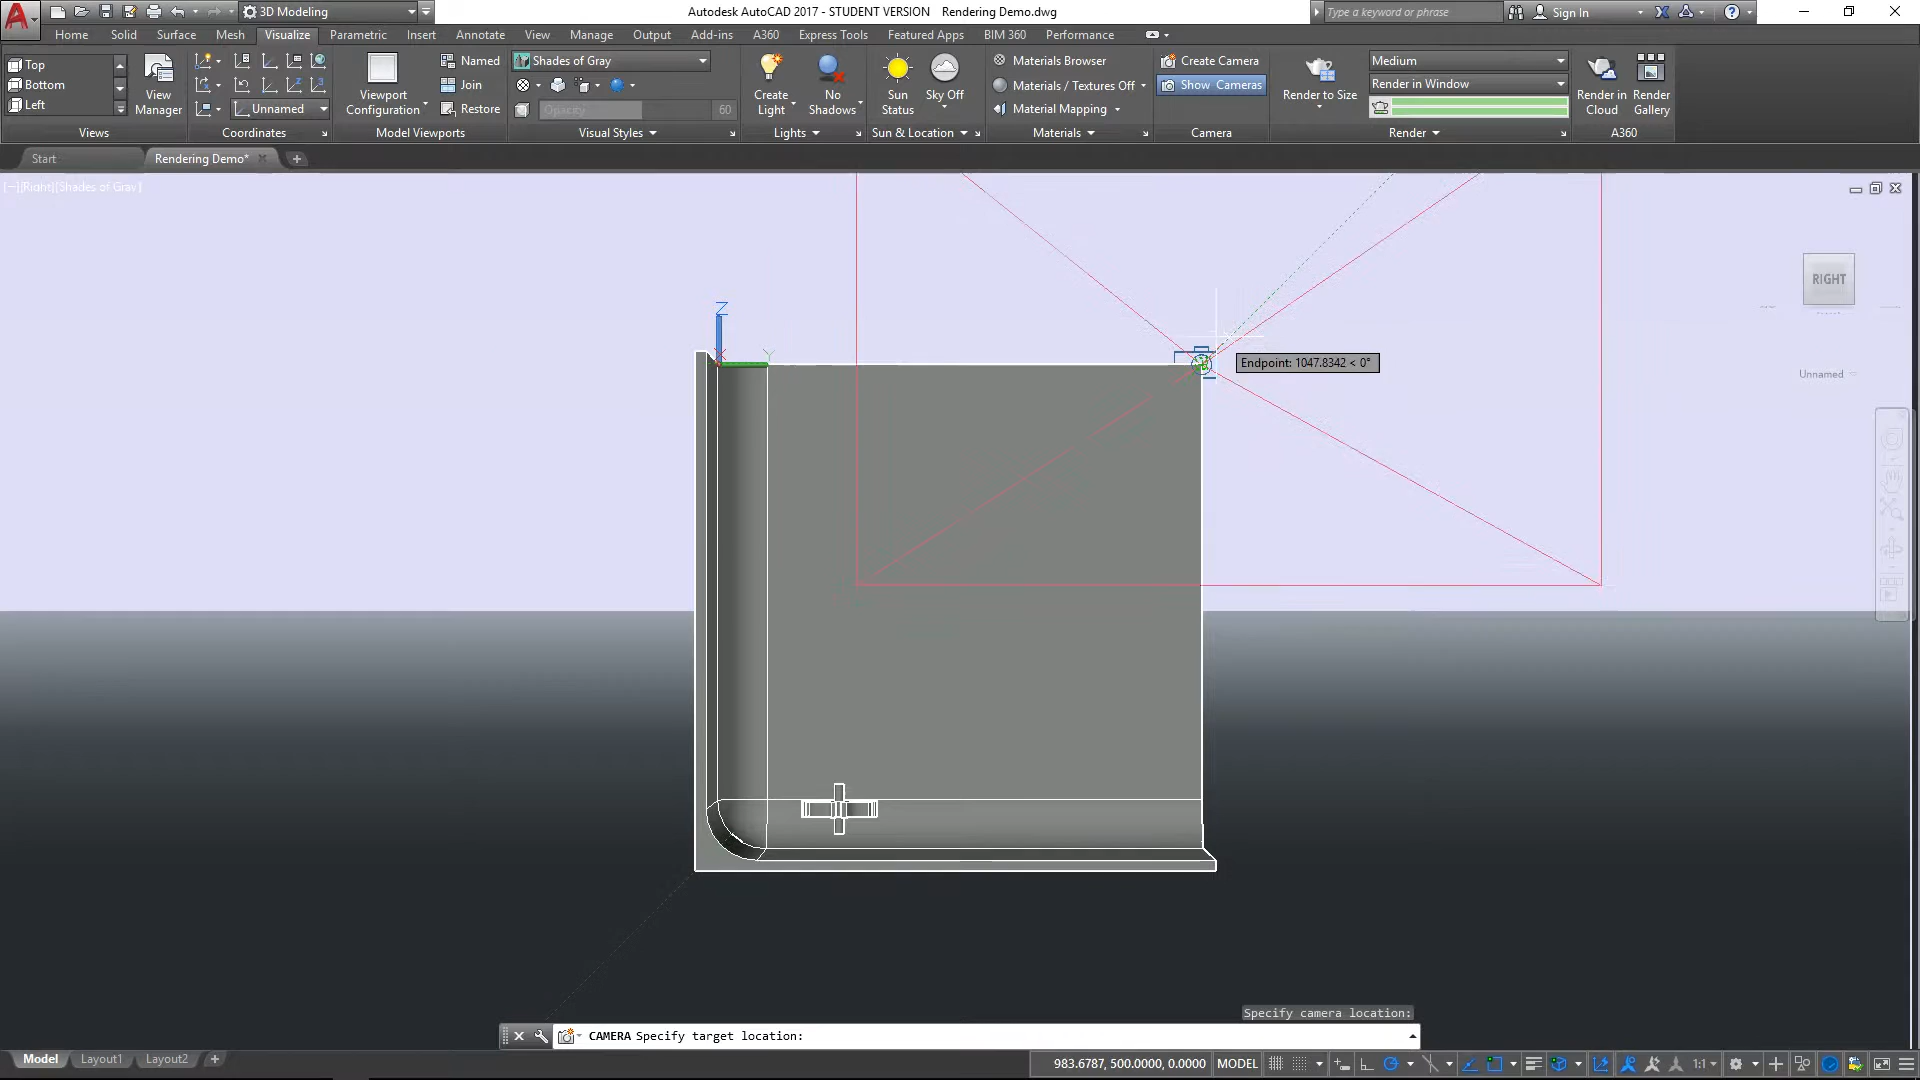 3D Modeling
Autodesk AutoCAD 2017 - STUDENT VERSION Rendering Demo.dwg
Type a keyword or phrase
Sign In
Home Solid Surface Mesh Visualize Parametric Insert Annotate View Manage Output Add-ins A360 Express Tools Featured Apps BIM 360 Performance
Top
Bottom
Left
View Manager
Views
Unnamed
Coordinates
Viewport Configuration
Named
Join
Restore
Model Viewports
Shades of Gray
Opacity 60
Visual Styles
Create Light
No Shadows
Lights
Sun Status
Sky Off
Sun & Location
Materials Browser
Materials / Textures Off
Material Mapping
Materials
Create Camera
Show Cameras
Camera
Render to Size
Medium
Render in Window
Render
Render in Cloud
Render Gallery
A360
Start
Rendering Demo*
[−][Right][Shades of Gray]
RIGHT
Unnamed
Z
X
Y
Endpoint: 1047.8342 < 0°
Specify camera location:
CAMERA Specify target location:
Model Layout1 Layout2
983.6787, 500.0000, 0.0000 MODEL
1:1